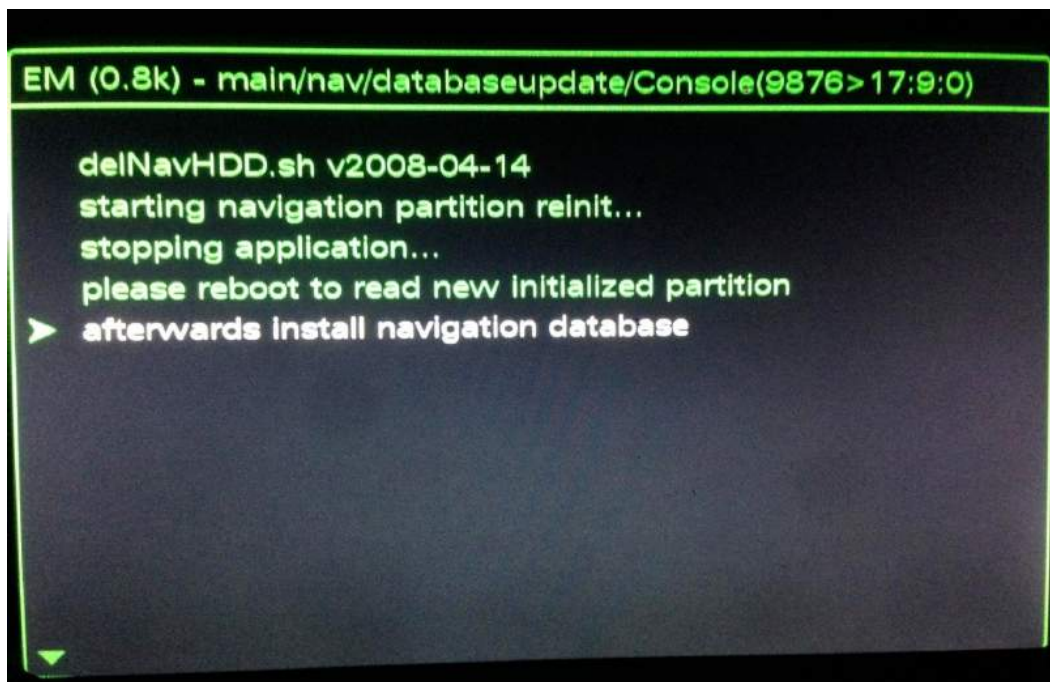 EM (0.8k) - main/nav/databaseupdate/Console(9876>17:9:0)
delNavHDD.sh v2008-04-14
starting navigation partition reinit...
stopping application...
please reboot to read new initialized partition
afterwards install navigation database